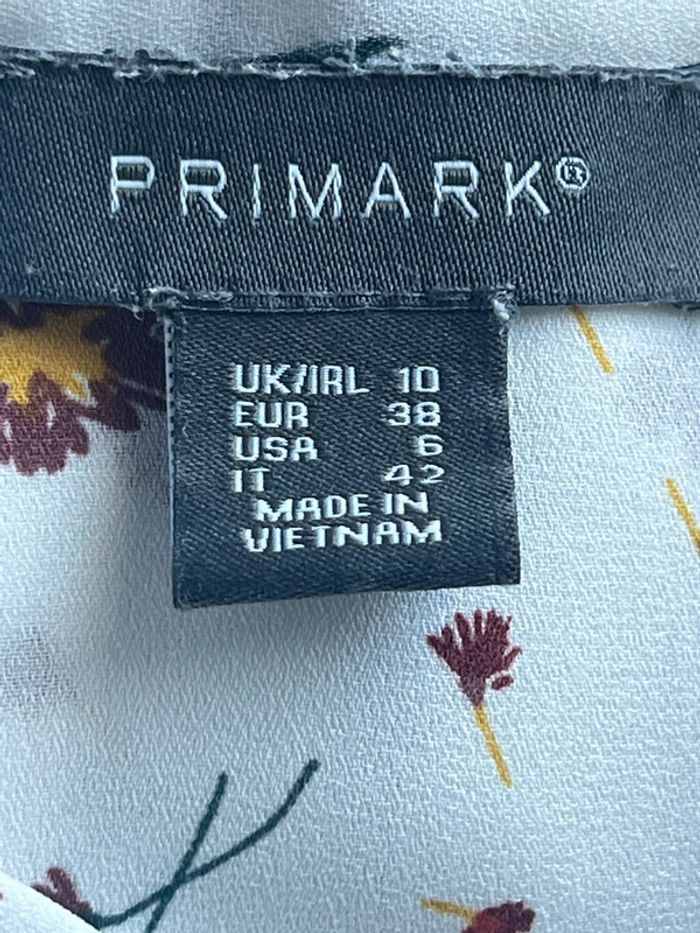 PRIMARK®
UK/IRL 10
EUR 38
USA 6
IT 42
MADE IN
VIETNAM